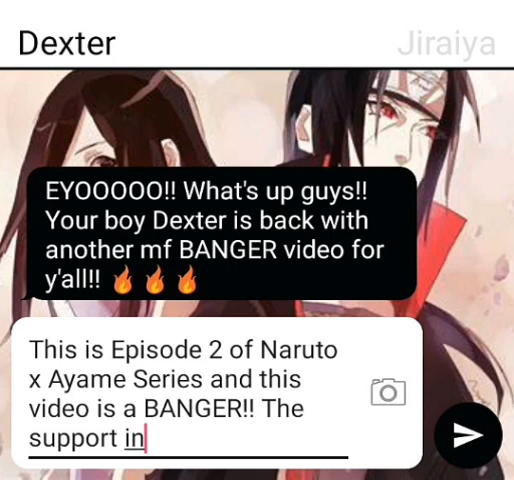 Dexter
Jiraiya
EYOOOOO!! What's up guys!!
Your boy Dexter is back with
another mf BANGER video for
y'all!! 🔥 🔥 🔥
This is Episode 2 of Naruto
x Ayame Series and this
video is a BANGER!! The
support in